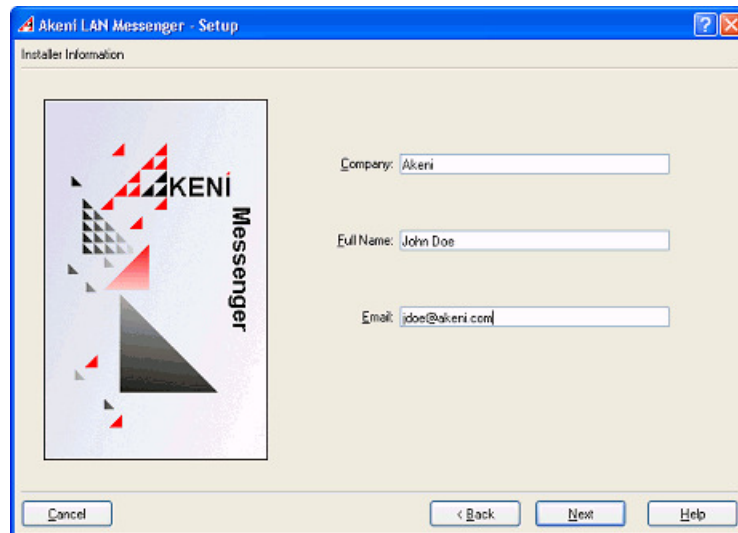 Akeni LAN Messenger - Setup
Installer Information
AKENI
Messenger
Company: Akeni
Full Name: John Doe
Email: jdoe@akeni.com
Cancel
< Back
Next
Help